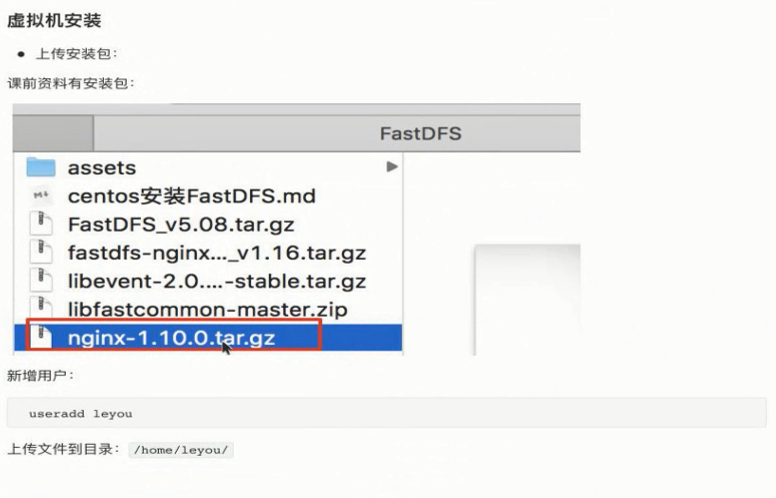 虚拟机安装
上传安装包：
课前资料有安装包：
FastDFS
assets
centos安装FastDFS.md
FastDFS_v5.08.tar.gz
fastdfs-nginx..._v1.16.tar.gz
libevent-2.0....-stable.tar.gz
libfastcommon-master.zip
nginx-1.10.0.tar.gz
新增用户：
useradd leyou
上传文件到目录： /home/leyou/